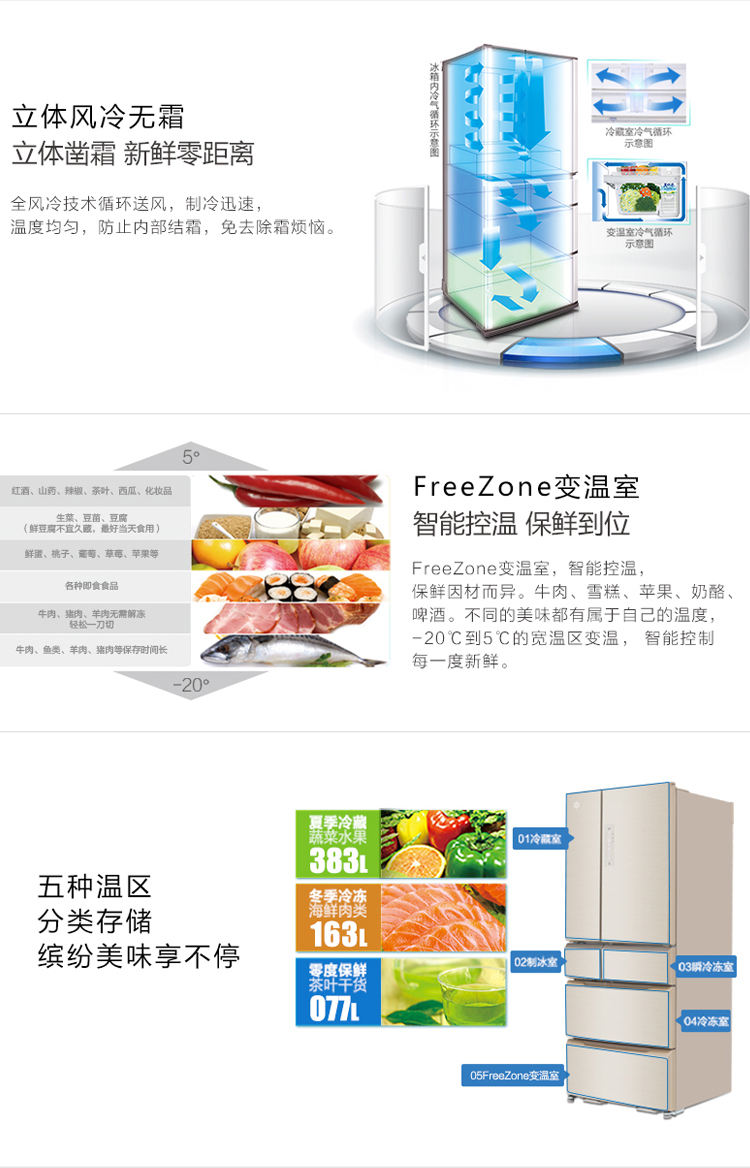 立体风冷无霜
立体凿霜 新鲜零距离
全风冷技术循环送风，制冷迅速，
温度均匀，防止内部结霜，免去除霜烦恼。
冰箱内冷气循环示意图
冷藏室冷气循环
示意图
变温室冷气循环
示意图
5°
红酒、山药、辣椒、茶叶、西瓜、化妆品
生菜、豆苗、豆腐
（鲜豆腐不宜久藏，最好当天食用）
鲜蛋、桃子、葡萄、草莓、苹果等
各种即食食品
牛肉、猪肉、羊肉无需解冻
轻松一刀切
牛肉、鱼类、羊肉、猪肉等保存时间长
-20°
FreeZone变温室
智能控温 保鲜到位
FreeZone变温室，智能控温，
保鲜因材而异。牛肉、雪糕、苹果、奶酪、
啤酒。不同的美味都有属于自己的温度，
-20℃到5℃的宽温区变温， 智能控制
每一度新鲜。
五种温区
分类存储
缤纷美味享不停
夏季冷藏
蔬菜水果
383L
冬季冷冻
海鲜肉类
163L
零度保鲜
茶叶干货
077L
01冷藏室
02制冰室
03瞬冷冻室
04冷冻室
05FreeZone变温室